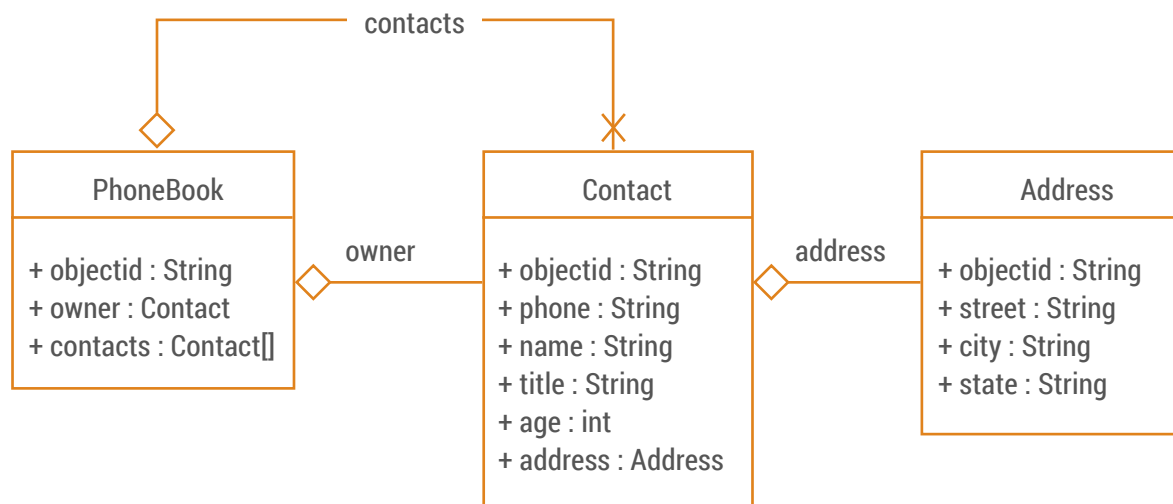 contacts
PhoneBook
+ objectid : String
+ owner : Contact
+ contacts : Contact[]
owner
Contact
+ objectid : String
+ phone : String
+ name : String
+ title : String
+ age : int
+ address : Address
address
Address
+ objectid : String
+ street : String
+ city : String
+ state : String